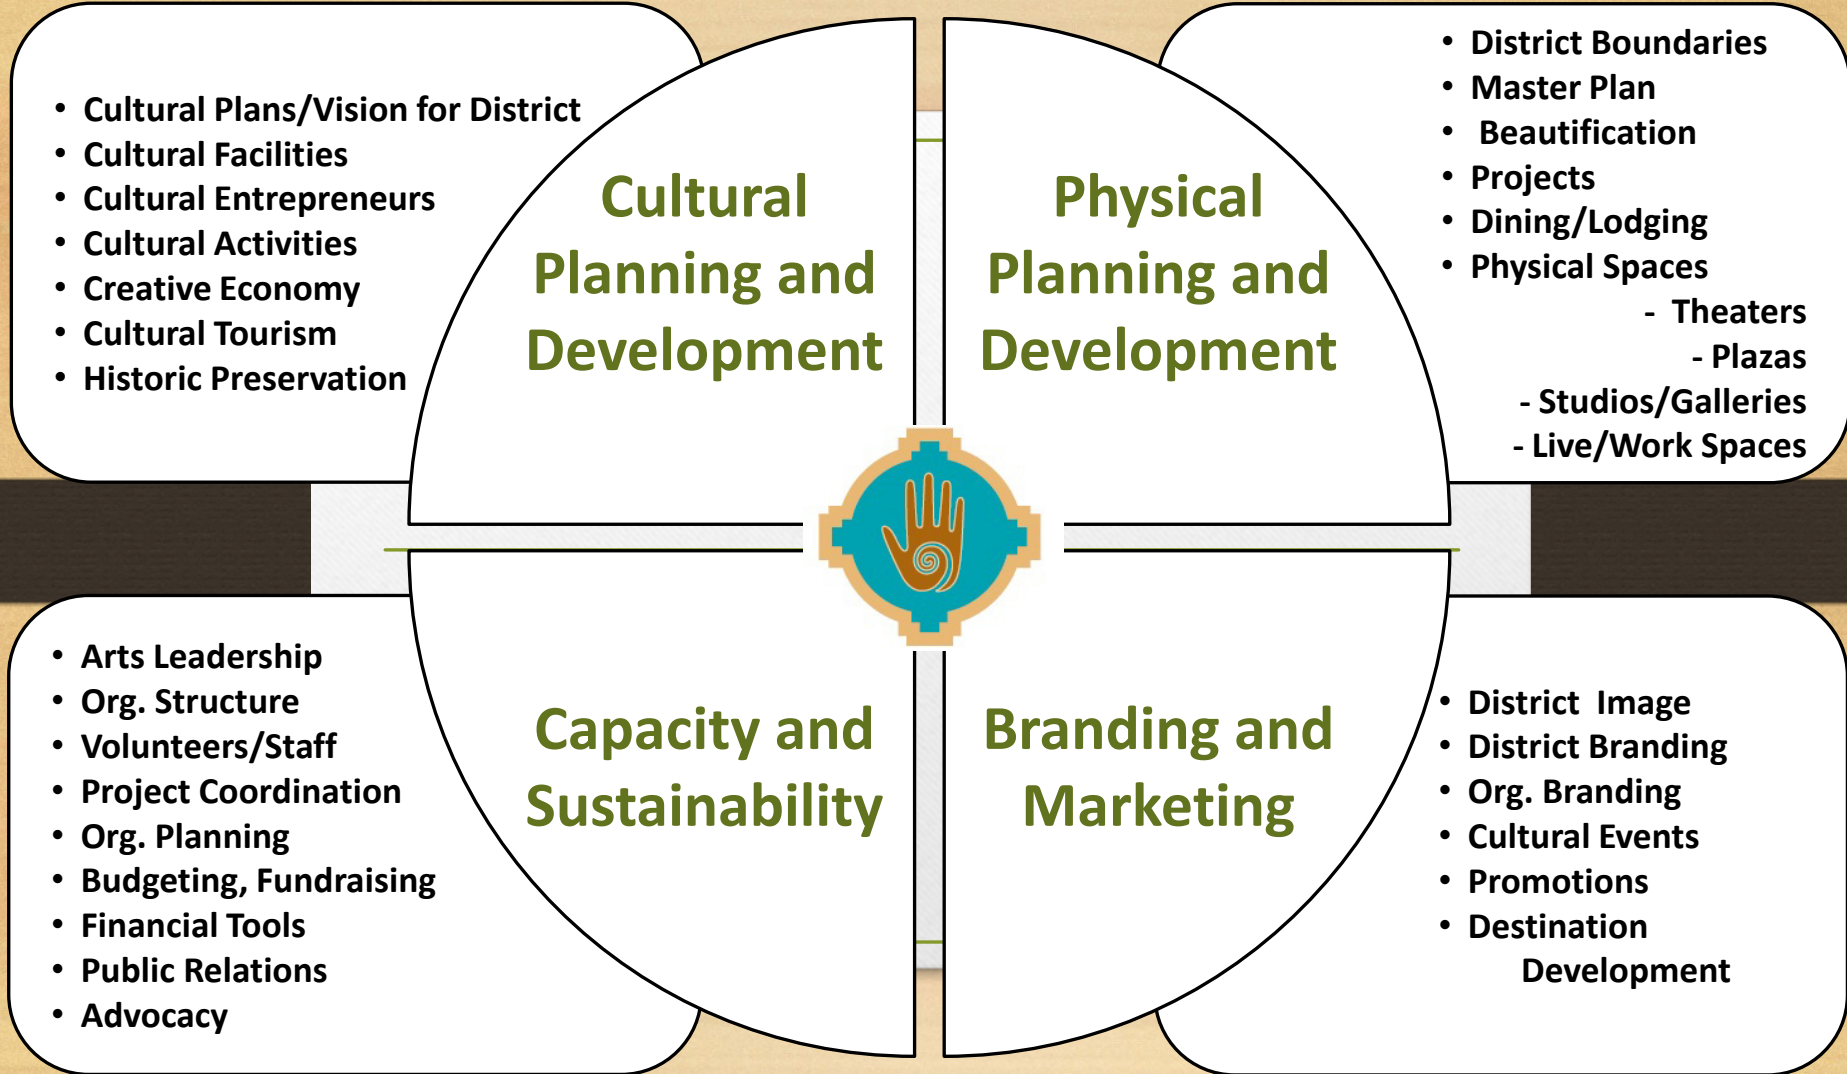 • Cultural Plans/Vision for District
• Cultural Facilities
• Cultural Entrepreneurs
• Cultural Activities
• Creative Economy
• Cultural Tourism
• Historic Preservation
Cultural
Planning and
Development
Physical
Planning and
Development
• District Boundaries
• Master Plan
• Beautification
• Projects
• Dining/Lodging
• Physical Spaces
- Theaters
- Plazas
- Studios/Galleries
- Live/Work Spaces
• Arts Leadership
• Org. Structure
• Volunteers/Staff
• Project Coordination
• Org. Planning
• Budgeting, Fundraising
• Financial Tools
• Public Relations
• Advocacy
Capacity and
Sustainability
Branding and
Marketing
• District Image
• District Branding
• Org. Branding
• Cultural Events
• Promotions
• Destination
Development